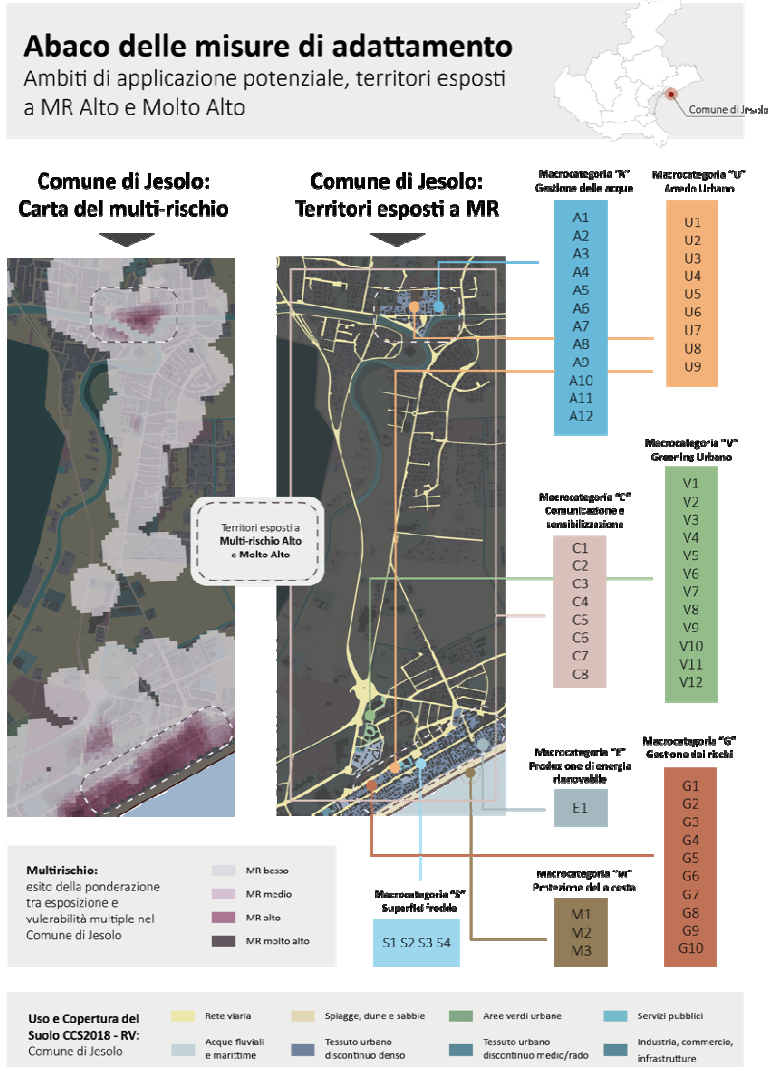 Abaco delle misure di adattamento
Ambiti di applicazione potenziale, territori esposti
a MR Alto e Molto Alto
Comune di Jesolo
Comune di Jesolo:
Carta del multi-rischio
Comune di Jesolo:
Territori esposti a MR
Macrocategoria "A"
Gestione delle acque
A1
A2
A3
A4
A5
A6
A7
A8
A9
A10
A11
A12
Macrocategoria "U"
Arredo Urbano
U1
U2
U3
U4
U5
U6
U7
U8
U9
Macrocategoria "V"
Greening Urbano
V1
V2
V3
V4
V5
V6
V7
V8
V9
V10
V11
V12
Macrocategoria "C"
Comunicazione e
sensibilizzazione
C1
C2
C3
C4
C5
C6
C7
C8
Territori esposti a
Multi-rischio Alto
e Molto Alto
Macrocategoria "E"
Produzione di energia
rinnovabile
E1
Macrocategoria "G"
Gestione dei rischi
G1
G2
G3
G4
G5
G6
G7
G8
G9
G10
Macrocategoria "M"
Protezione della costa
M1
M2
M3
Macrocategoria "S"
Superfici fredde
S1 S2 S3 S4
Multirischio:
esito della ponderazione
tra esposizione e
vulerabilità multiple nel
Comune di Jesolo
MR basso
MR medio
MR alto
MR molto alto
Uso e Copertura del
Suolo CCS2018 - RV:
Comune di Jesolo
Rete viaria
Spiagge, dune e sabbie
Aree verdi urbane
Servizi pubblici
Acque fluviali
e marittime
Tessuto urbano
discontinuo denso
Tessuto urbano
discontinuo medio/rado
Industria, commercio,
infrastrutture